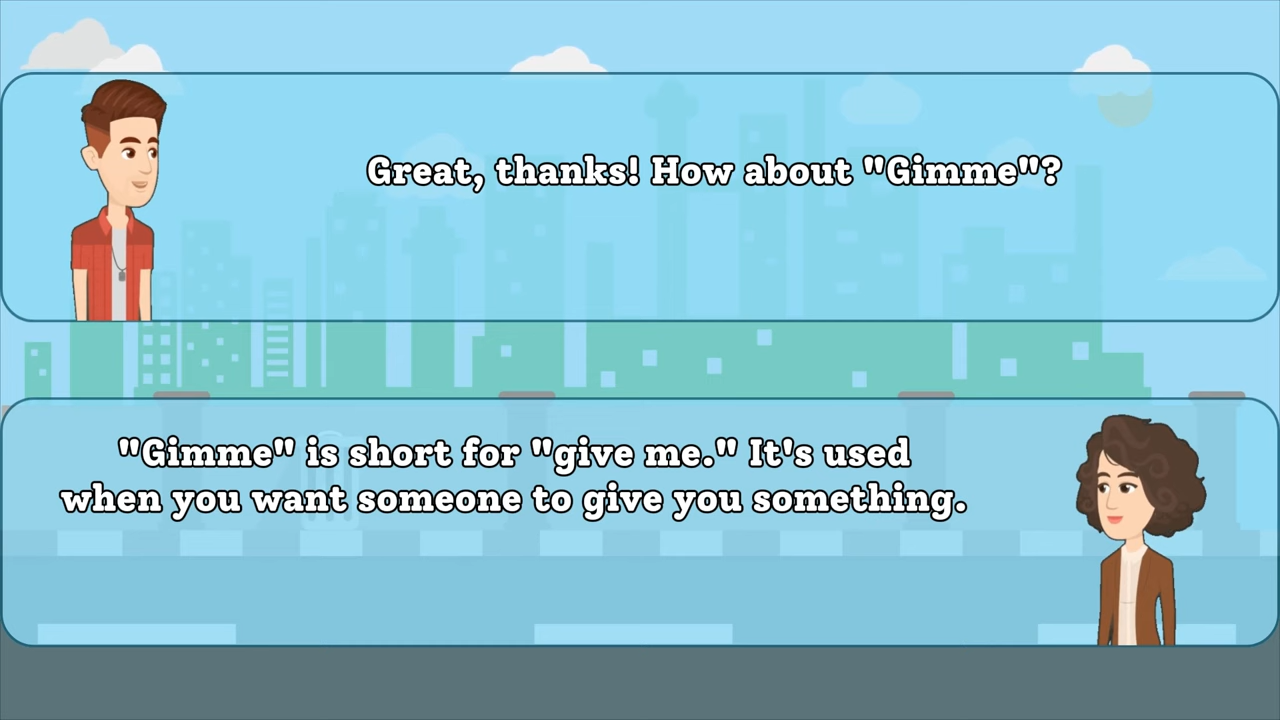 Great, thanks! How about "Gimme"?
"Gimme" is short for "give me." It's used
when you want someone to give you something.